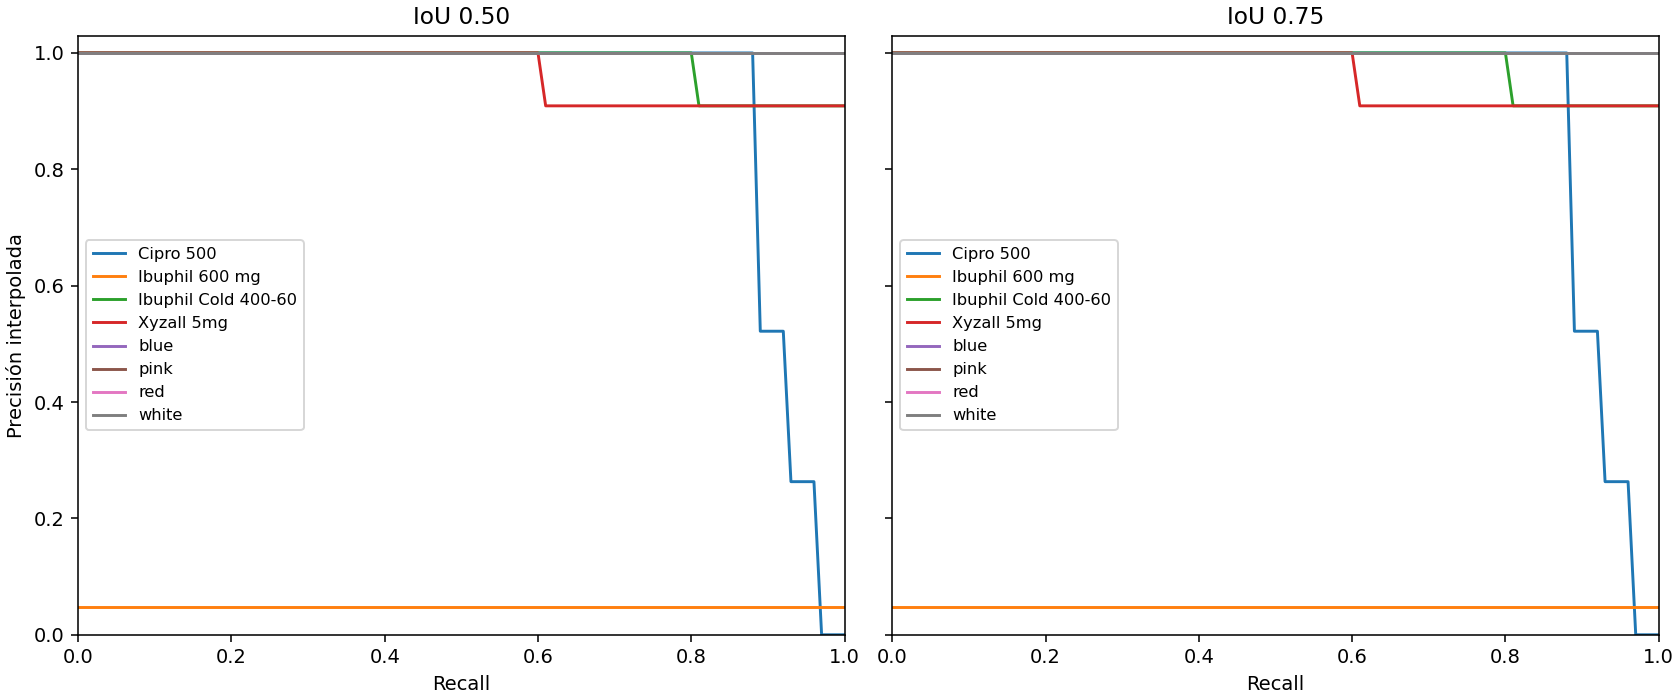 IoU 0.50
Precisión interpolada
1.0
0.8
0.6
0.4
0.2
0.0
Cipro 500
Ibuphil 600 mg
Ibuphil Cold 400-60
Xyzall 5mg
blue
pink
red
white
0.0 0.2 0.4 0.6 0.8 1.0
Recall
IoU 0.75
Cipro 500
Ibuphil 600 mg
Ibuphil Cold 400-60
Xyzall 5mg
blue
pink
red
white
0.0 0.2 0.4 0.6 0.8 1.0
Recall